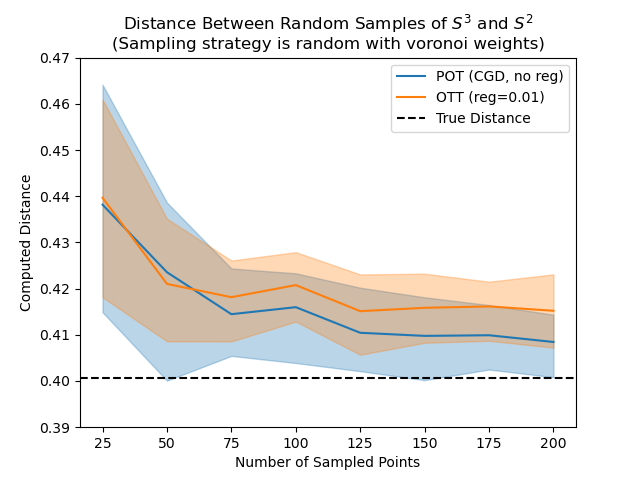 Distance Between Random Samples of $S^3$ and $S^2$
(Sampling strategy is random with voronoi weights)
0.47
0.46
0.45
0.44
0.43
0.42
0.41
0.40
0.39
Computed Distance
POT (CGD, no reg)
OTT (reg=0.01)
True Distance
25 50 75 100 125 150 175 200
Number of Sampled Points